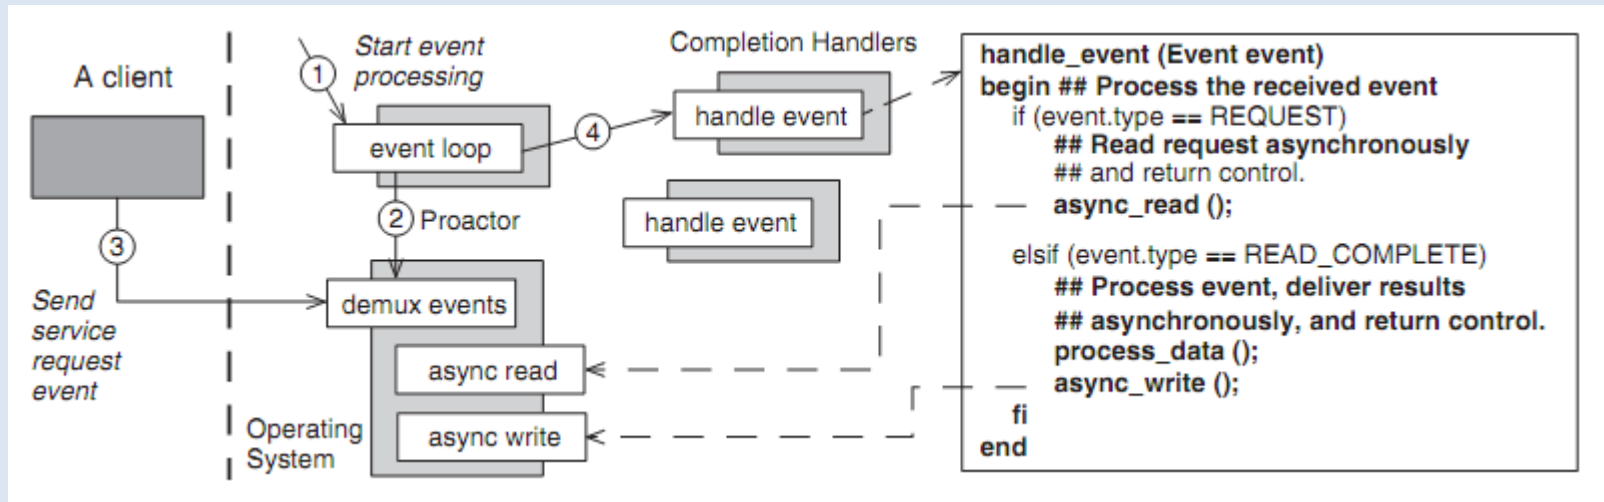 A client
Send
service
request
event
3
1
Start event
processing
event loop
2
Proactor
demux events
async read
async write
Operating
System
4
Completion Handlers
handle event
handle event
handle_event (Event event)
begin ## Process the received event
if (event.type == REQUEST)
## Read request asynchronously
## and return control.
async_read ();
elsif (event.type == READ_COMPLETE)
## Process event, deliver results
## asynchronously, and return control.
process_data ();
async_write ();
fi
end